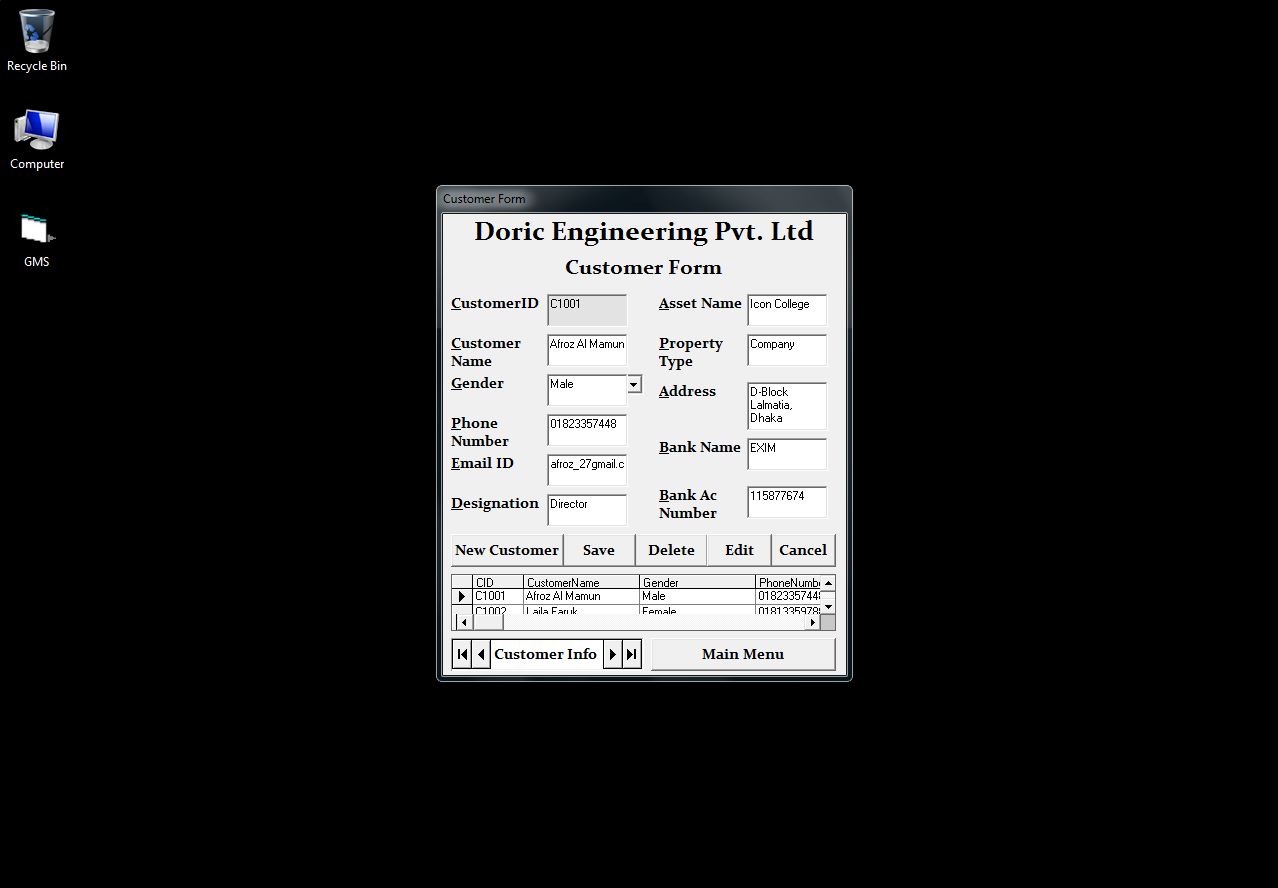 Recycle Bin
Computer
GMS
Customer Form
Doric Engineering Pvt. Ltd
Customer Form
CustomerID C1001
Asset Name Icon College
Customer Name Afroz Al Mamun
Property Type Company
Gender Male
Address D-Block
Lalmatia,
Dhaka
Phone Number 01823357448
Bank Name EXIM
Email ID afroz_27gmail.c
Bank Ac Number 115877674
Designation Director
New Customer Save Delete Edit Cancel
CID CustomerName Gender PhoneNumb
C1001 Afroz Al Mamun Male 0182335744
C1002 Laila Faruk Female 018133597
Customer Info
Main Menu